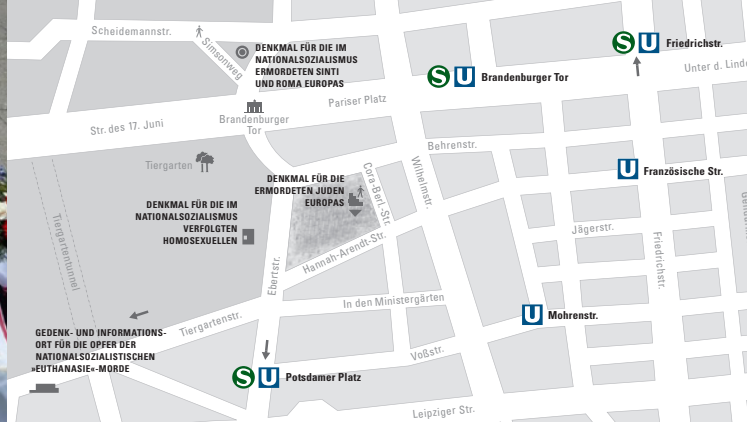 Scheidemannstr.
Simsonweg
DENKMAL FÜR DIE IM
NATIONALSOZIALISMUS
ERMORDETEN SINTI
UND ROMA EUROPAS
S U Friedrichstr.
Unter d. Linde
S U Brandenburger Tor
Pariser Platz
Brandenburger
Tor
Str. des 17. Juni
Behrenstr.
Tiergarten
DENKMAL FÜR DIE
ERMORDETEN JUDEN
EUROPAS
Cora-Berl.-Str.
Wilhelmstr.
U Französische Str.
DENKMAL FÜR DIE IM
NATIONALSOZIALISMUS
VERFOLGTEN
HOMOSEXUELLEN
Tiergartentunnel
Ebertstr.
Hannah-Arendt-Str.
Jägerstr.
Friedrichstr.
In den Ministergärten
U Mohrenstr.
Tiergartenstr.
GEDENK- UND INFORMATIONS-
ORT FÜR DIE OPFER DER
NATIONALSOZIALISTISCHEN
»EUTHANASIE«-MORDE
Voßstr.
S U Potsdamer Platz
Leipziger Str.